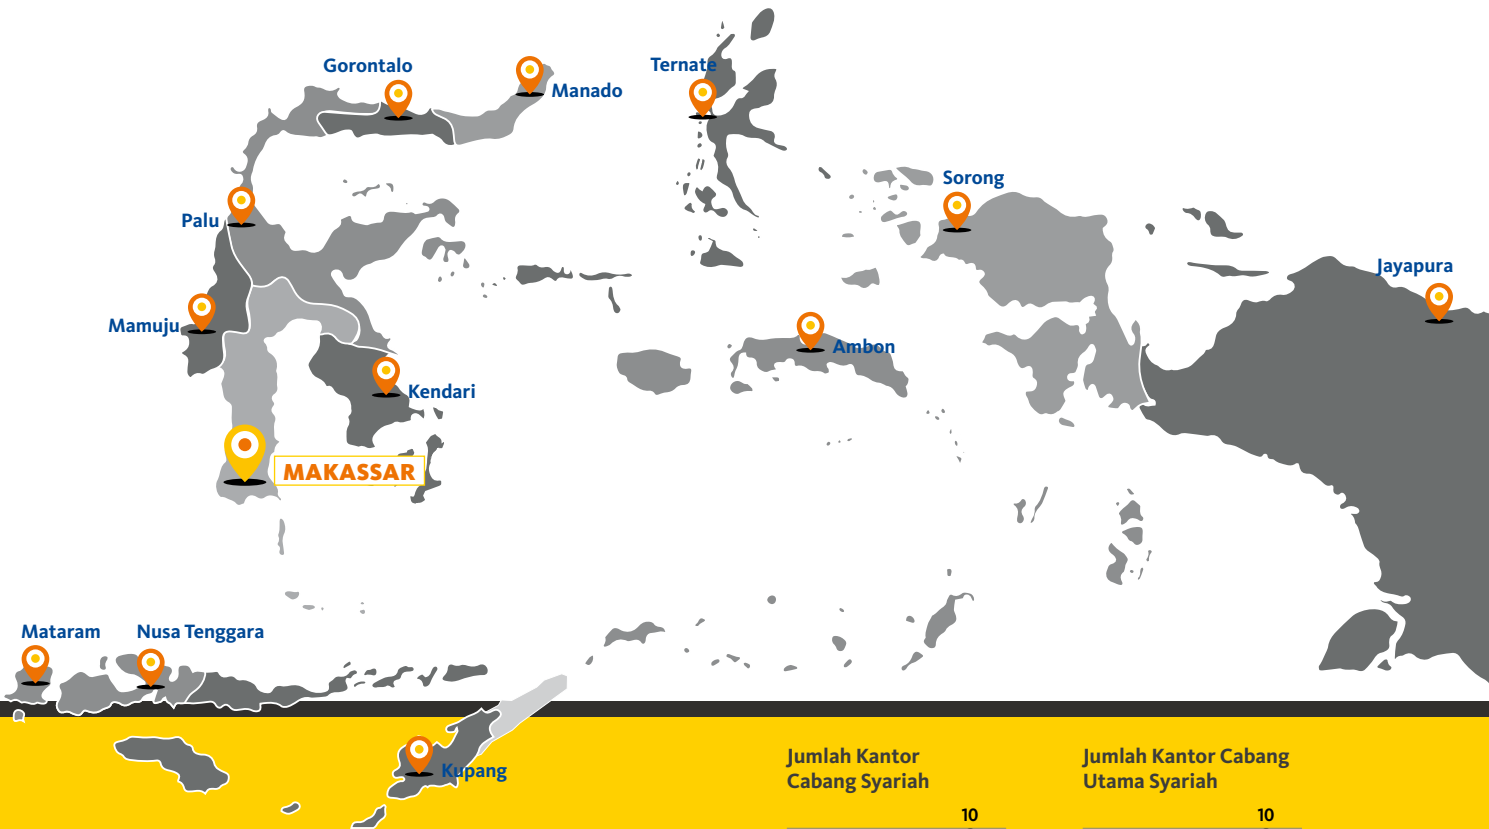 Gorontalo
Manado
Ternate
Sorong
Palu
Jayapura
Mamuju
Ambon
Kendari
MAKASSAR
Mataram
Nusa Tenggara
Kupang
Jumlah Kantor
Cabang Syariah
10
Jumlah Kantor Cabang
Utama Syariah
10